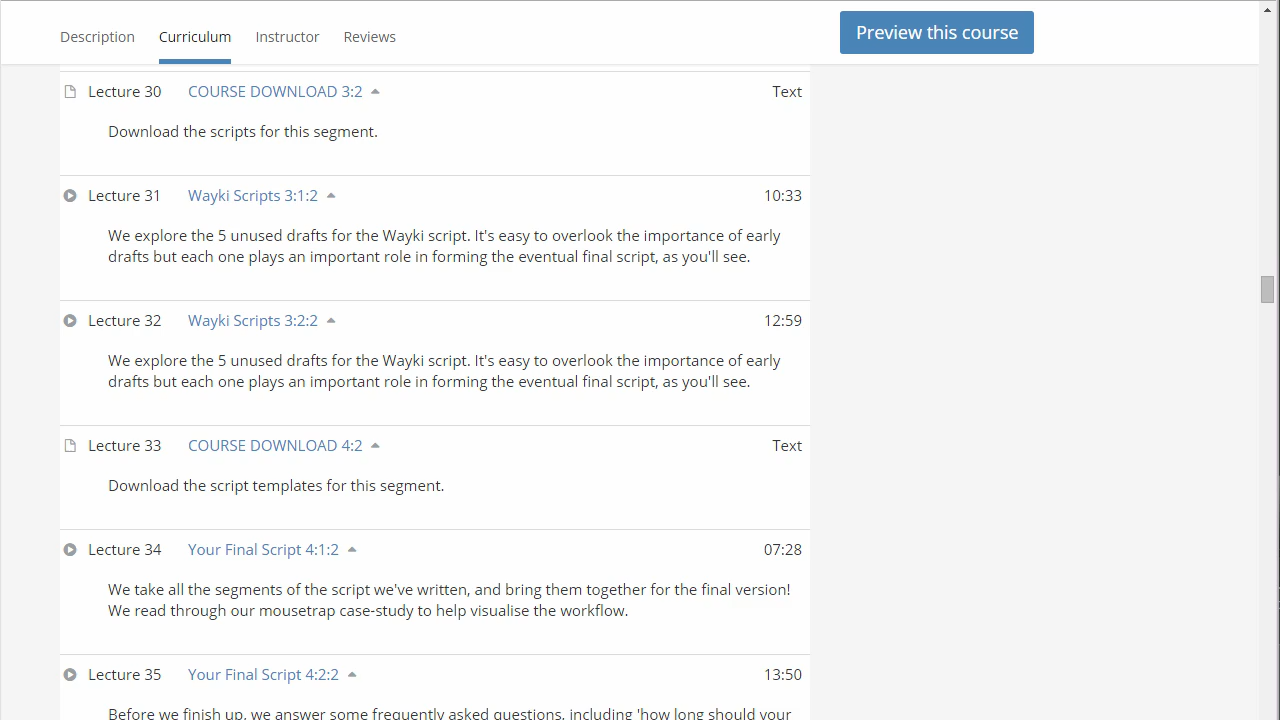 Description Curriculum Instructor Reviews Preview this course
Lecture 30 COURSE DOWNLOAD 3:2 Text
Download the scripts for this segment.
Lecture 31 Wayki Scripts 3:1:2 10:33
We explore the 5 unused drafts for the Wayki script. It's easy to overlook the importance of early
drafts but each one plays an important role in forming the eventual final script, as you'll see.
Lecture 32 Wayki Scripts 3:2:2 12:59
We explore the 5 unused drafts for the Wayki script. It's easy to overlook the importance of early
drafts but each one plays an important role in forming the eventual final script, as you'll see.
Lecture 33 COURSE DOWNLOAD 4:2 Text
Download the script templates for this segment.
Lecture 34 Your Final Script 4:1:2 07:28
We take all the segments of the script we've written, and bring them together for the final version!
We read through our mousetrap case-study to help visualise the workflow.
Lecture 35 Your Final Script 4:2:2 13:50
Before we finish up, we answer some frequently asked questions, including 'how long should your